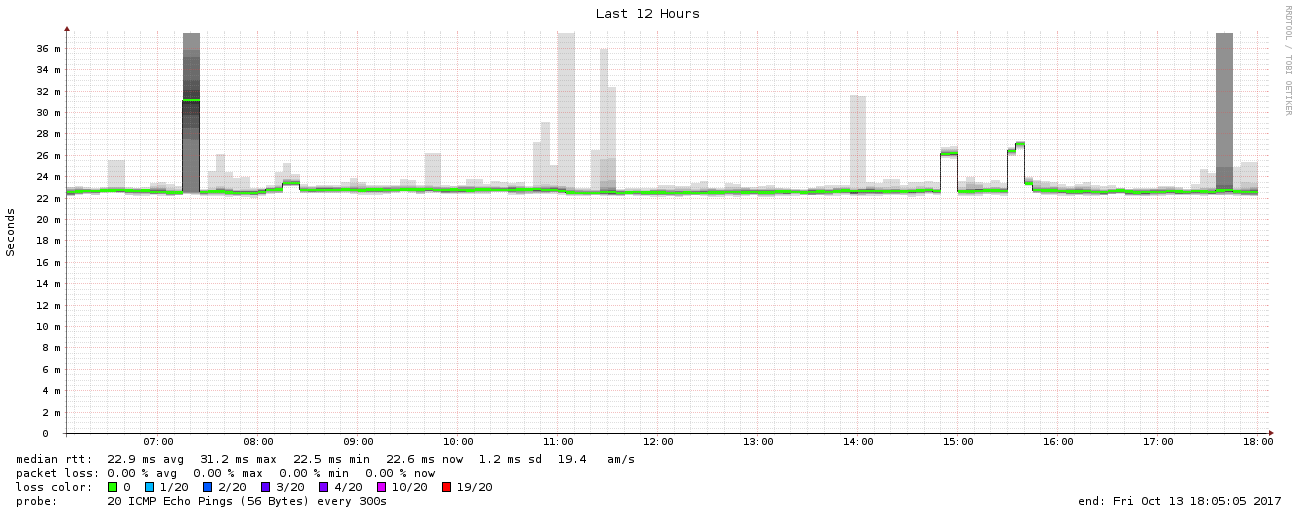 Last 12 Hours
RRDTOOL / TOBI OETIKER
Seconds
36 m
34 m
32 m
30 m
28 m
26 m
24 m
22 m
20 m
18 m
16 m
14 m
12 m
10 m
8 m
6 m
4 m
2 m
0
07:00 08:00 09:00 10:00 11:00 12:00 13:00 14:00 15:00 16:00 17:00 18:00
median rtt: 22.9 ms avg 31.2 ms max 22.5 ms min 22.6 ms now 1.2 ms sd 19.4 am/s
packet loss: 0.00 % avg 0.00 % max 0.00 % min 0.00 % now
loss color: 0 1/20 2/20 3/20 4/20 10/20 19/20
probe: 20 ICMP Echo Pings (56 Bytes) every 300s end: Fri Oct 13 18:05:05 2017